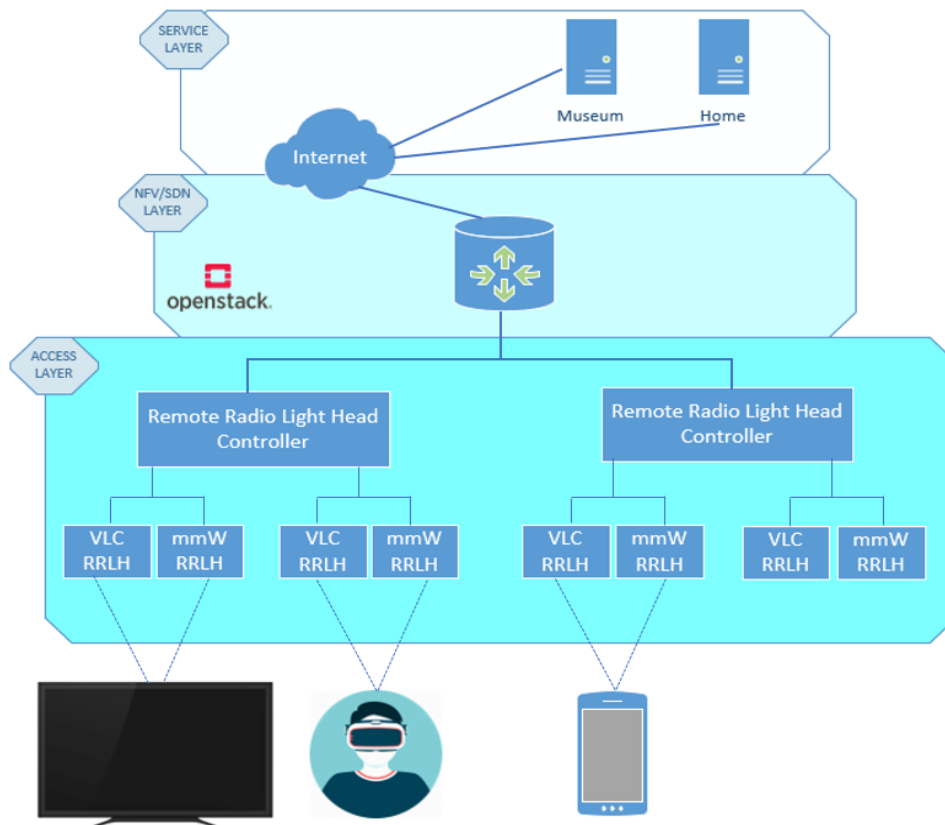 SERVICE
LAYER
Museum
Home
Internet
NFV/SDN
LAYER
openstack.
ACCESS
LAYER
Remote Radio Light Head
Controller
Remote Radio Light Head
Controller
VLC
RRLH
mmW
RRLH
VLC
RRLH
mmW
RRLH
VLC
RRLH
mmW
RRLH
VLC
RRLH
mmW
RRLH